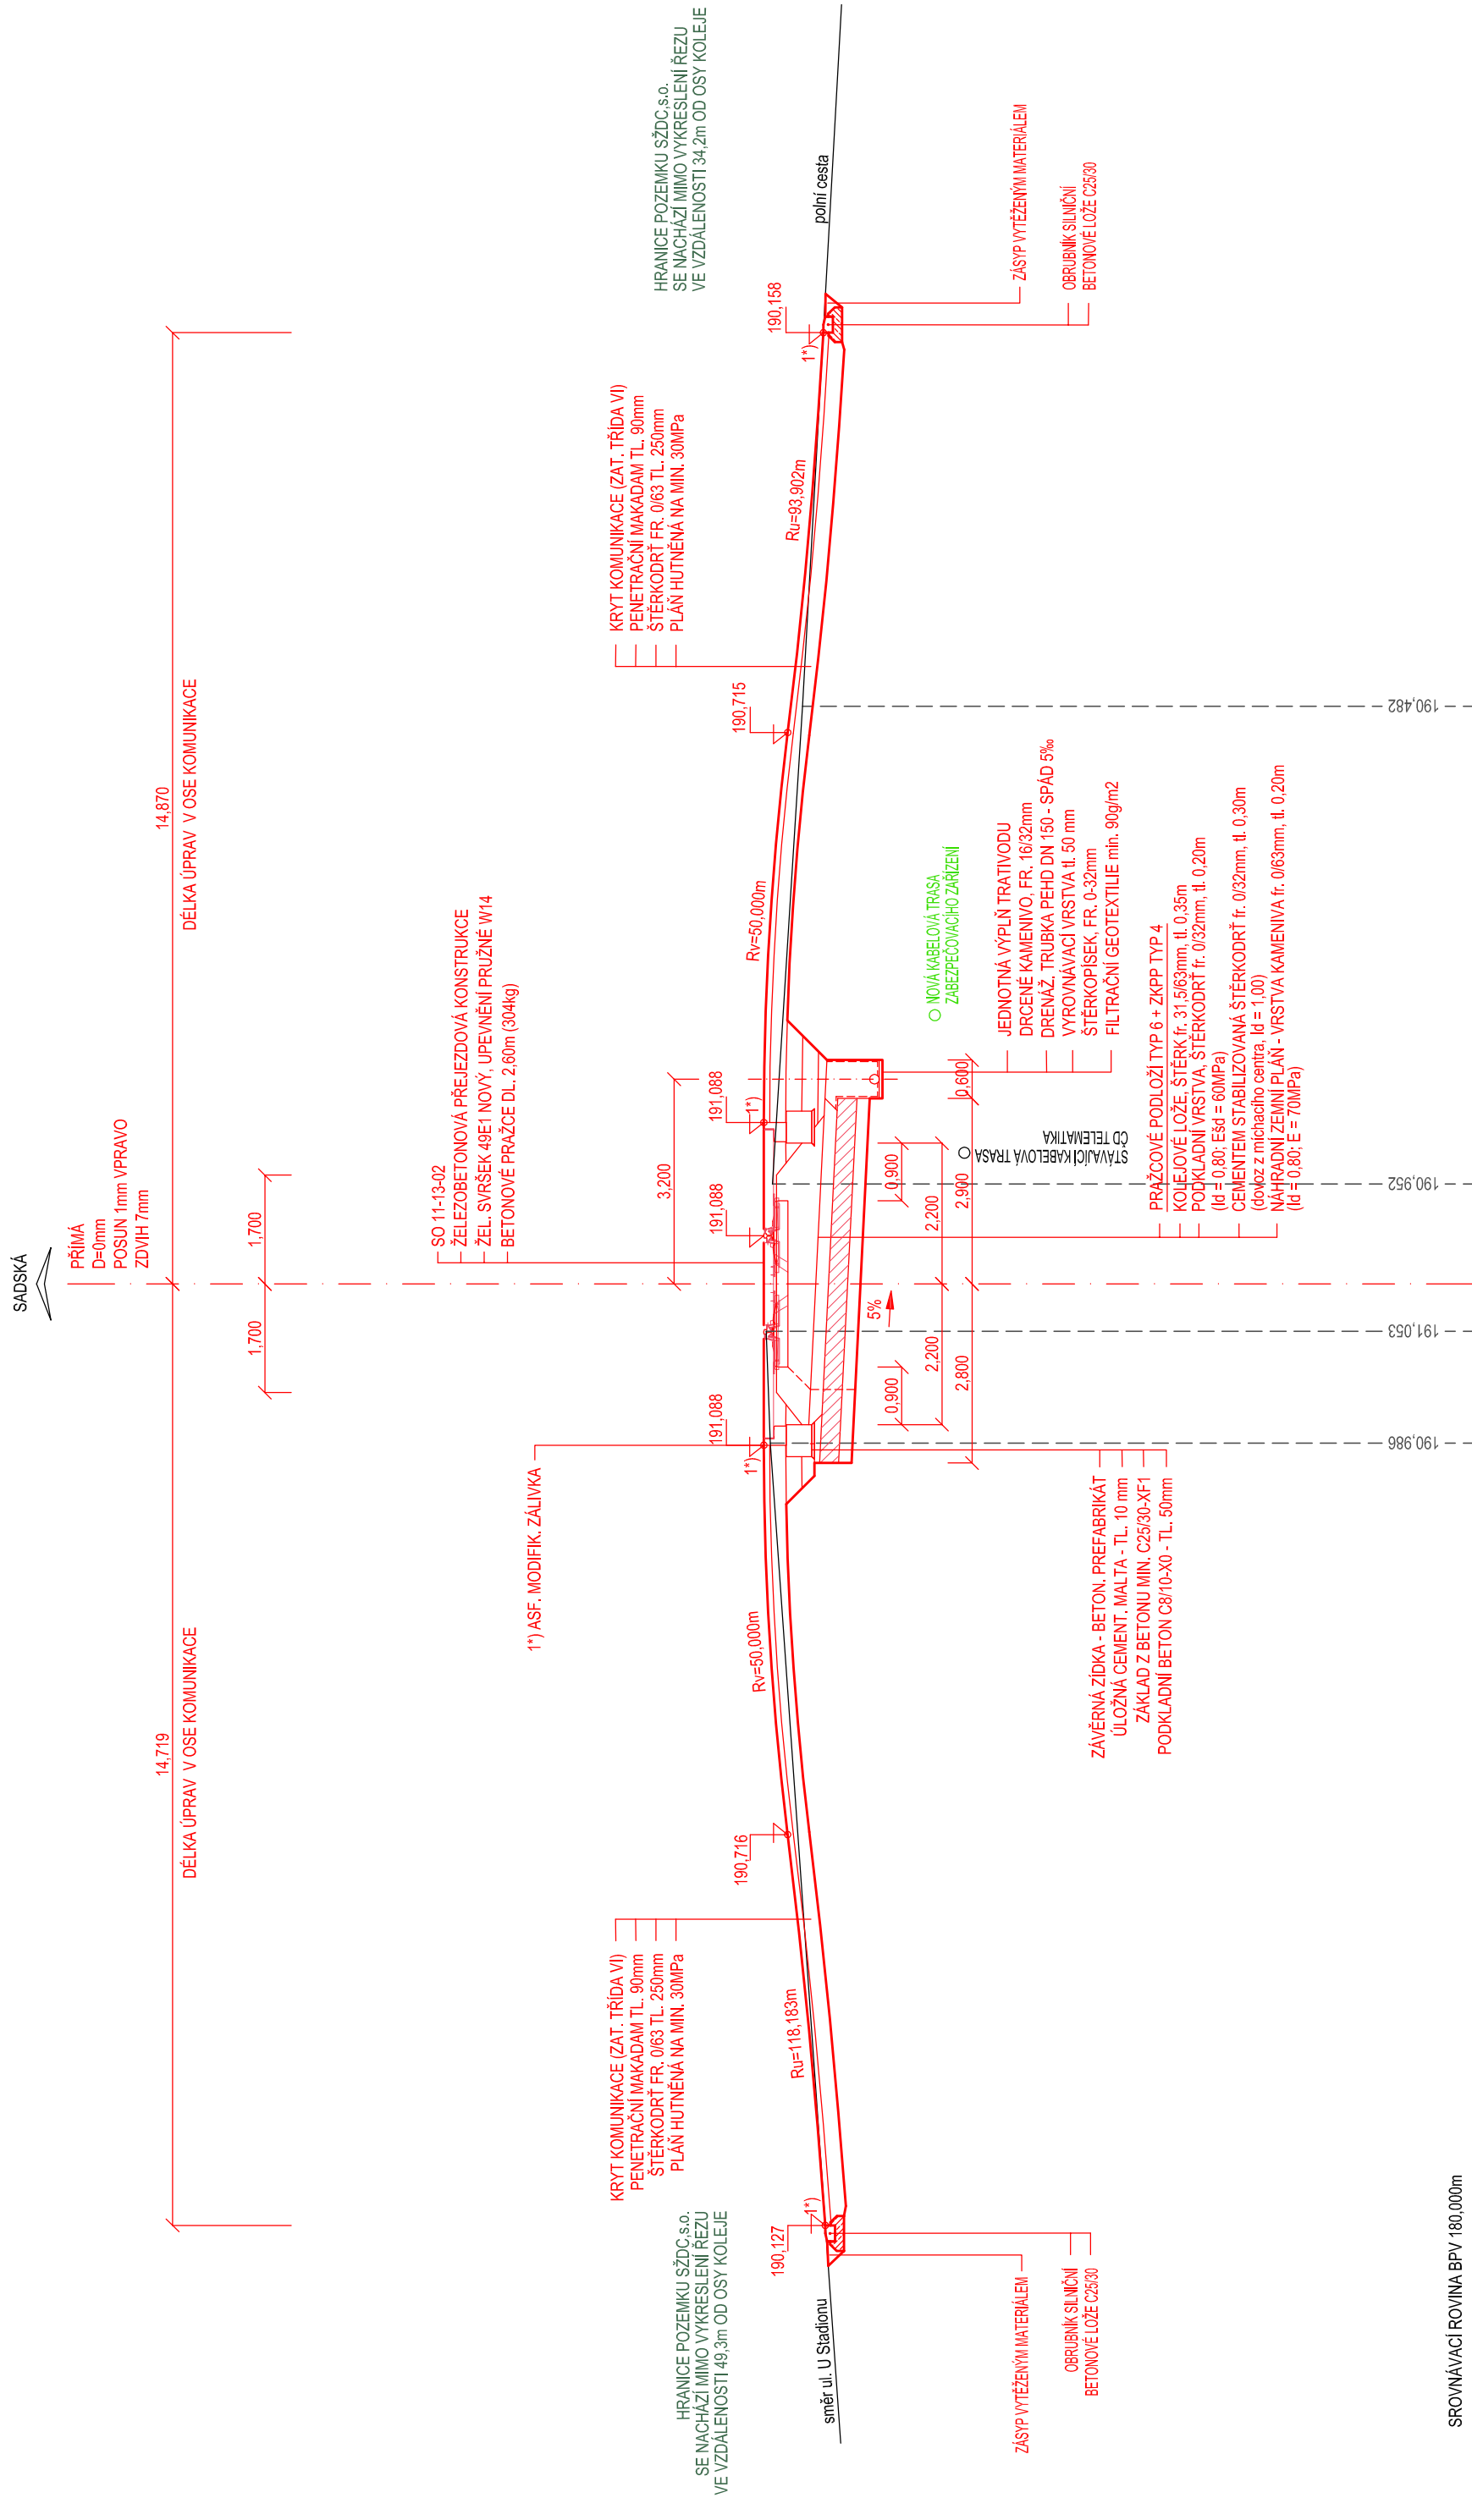 SADSKÁ
PŘÍMÁ
D=0mm
POSUN 1mm VPRAVO
ZDVIH 7mm
14,719
DÉLKA ÚPRAV V OSE KOMUNIKACE
14,870
DÉLKA ÚPRAV V OSE KOMUNIKACE
1,700
1,700
SO 11-13-02
ŽELEZOBETONOVÁ PŘEJEZDOVÁ KONSTRUKCE
ŽEL. SVRŠEK 49E1 NOVÝ, UPEVNĚNÍ PRUŽNÉ W14
BETONOVÉ PRAŽCE DL. 2,60m (304kg)
1*) ASF. MODIFIK. ZÁLIVKA
KRYT KOMUNIKACE (ZAT. TŘÍDA VI)
PENETRAČNÍ MAKADAM TL. 90mm
ŠTĚRKODRŤ FR. 0/63 TL. 250mm
PLÁŇ HUTNĚNÁ NA MIN. 30MPa
KRYT KOMUNIKACE (ZAT. TŘÍDA VI)
PENETRAČNÍ MAKADAM TL. 90mm
ŠTĚRKODRŤ FR. 0/63 TL. 250mm
PLÁŇ HUTNĚNÁ NA MIN. 30MPa
HRANICE POZEMKU SŽDC,s.o.
SE NACHÁZÍ MIMO VYKRESLENÍ ŘEZU
VE VZDÁLENOSTI 49,3m OD OSY KOLEJE
HRANICE POZEMKU SŽDC,s.o.
SE NACHÁZÍ MIMO VYKRESLENÍ ŘEZU
VE VZDÁLENOSTI 34,2m OD OSY KOLEJE
3,200
190,127
1*)
190,716
191,088
1*)
191,088
191,088
1*)
190,715
190,158
1*)
směr ul. U Stadionu
Ru=118,183m
Rv=50,000m
Rv=50,000m
Ru=93,902m
polní cesta
5%
0,900
0,900
2,200
2,200
2,800
2,900
0,600
NOVÁ KABELOVÁ TRASA
ZABEZPEČOVACÍHO ZAŘÍZENÍ
STÁVAJÍCÍ KABELOVÁ TRASA
ČD TELEMATIKA
JEDNOTNÁ VÝPLŇ TRATIVODU
DRCENÉ KAMENIVO, FR. 16/32mm
DRENÁŽ. TRUBKA PEHD DN 150 - SPÁD 5‰
VYROVNÁVACÍ VRSTVA tl. 50 mm
ŠTĚRKOPÍSEK, FR. 0-32mm
FILTRAČNÍ GEOTEXTILIE min. 90g/m2
ZÁSYP VYTĚŽENÝM MATERIÁLEM
OBRUBNÍK SILNIČNÍ
BETONOVÉ LOŽE C25/30
ZÁSYP VYTĚŽENÝM MATERIÁLEM
OBRUBNÍK SILNIČNÍ
BETONOVÉ LOŽE C25/30
ZÁVĚRNÁ ZÍDKA - BETON. PREFABRIKÁT
ÚLOŽNÁ CEMENT. MALTA - TL. 10 mm
ZÁKLAD Z BETONU MIN. C25/30-XF1
PODKLADNÍ BETON C8/10-X0 - TL. 50mm
PRAŽCOVÉ PODLOŽÍ TYP 6 + ZKPP TYP 4
KOLEJOVÉ LOŽE, ŠTĚRK fr. 31,5/63mm, tl. 0,35m
PODKLADNÍ VRSTVA, ŠTĚRKODRŤ fr. 0/32mm, tl. 0,20m
(Id = 0,80; Esd = 60MPa)
CEMENTEM STABILIZOVANÁ ŠTĚRKODRŤ fr. 0/32mm, tl. 0,30m
(dovoz z míchacího centra, Id = 1,00)
NÁHRADNÍ ZEMNÍ PLÁŇ - VRSTVA KAMENIVA fr. 0/63mm, tl. 0,20m
(Id = 0,80; E = 70MPa)
190,986
191,053
190,952
190,482
SROVNÁVACÍ ROVINA BPV 180,000m